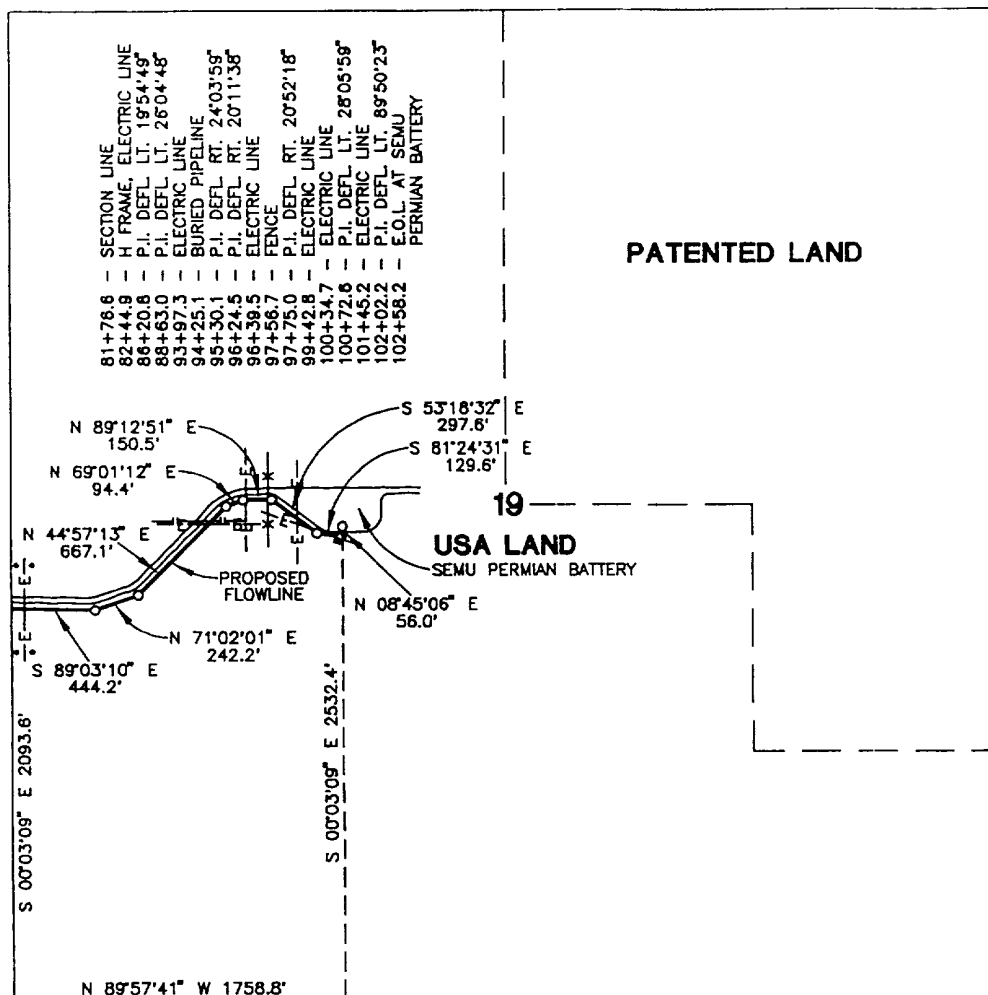 81+78.6 – SECTION LINE
82+44.9 – H FRAME, ELECTRIC LINE
86+20.8 – P.I. DEFL. LT. 19°54'49"
88+63.0 – P.I. DEFL. LT. 26°04'48"
93+97.3 – ELECTRIC LINE
94+25.1 – BURIED PIPELINE
95+30.1 – P.I. DEFL. RT. 24°03'59"
96+24.5 – P.I. DEFL. RT. 20°11'38"
96+39.5 – ELECTRIC LINE
97+56.7 – FENCE
97+75.0 – P.I. DEFL. RT. 20°52'18"
99+42.8 – ELECTRIC LINE
100+34.7 – ELECTRIC LINE
100+72.6 – P.I. DEFL. LT. 28°05'59"
101+45.2 – ELECTRIC LINE
102+02.2 – P.I. DEFL. LT. 89°50'23"
102+58.2 – E.O.L. AT SEMU
PERMIAN BATTERY
PATENTED LAND
N 89°12'51" E
150.5'
S 53°18'32" E
297.6'
N 69°01'12" E
94.4'
S 81°24'31" E
129.6'
19
USA LAND
SEMU PERMIAN BATTERY
N 44°57'13" E
667.1'
PROPOSED
FLOWLINE
N 08°45'06" E
56.0'
N 71°02'01" E
242.2'
S 89°03'10" E
444.2'
E
E
E
E
E
S 00°03'09" E 2093.6'
S 00°03'09" E 2532.4'
N 89°57'41" W 1758.8'